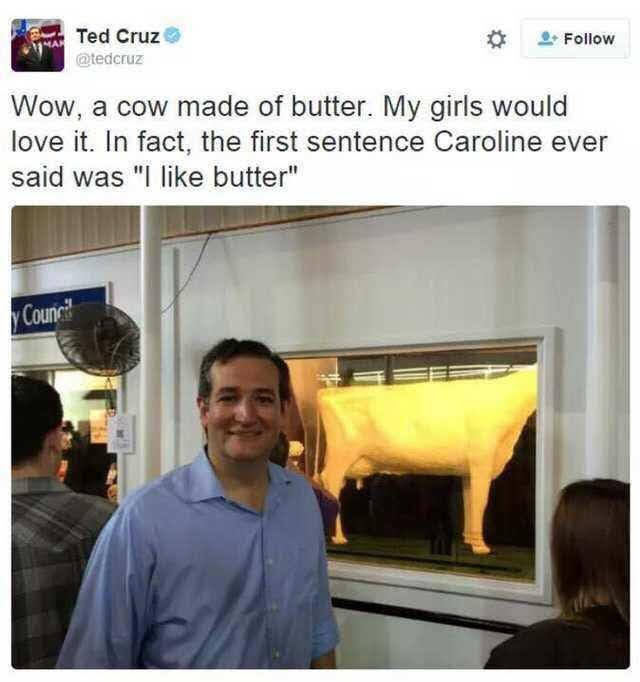 Ted Cruz
@tedcruz
Follow
Wow, a cow made of butter. My girls would
love it. In fact, the first sentence Caroline ever
said was "I like butter"
y Council